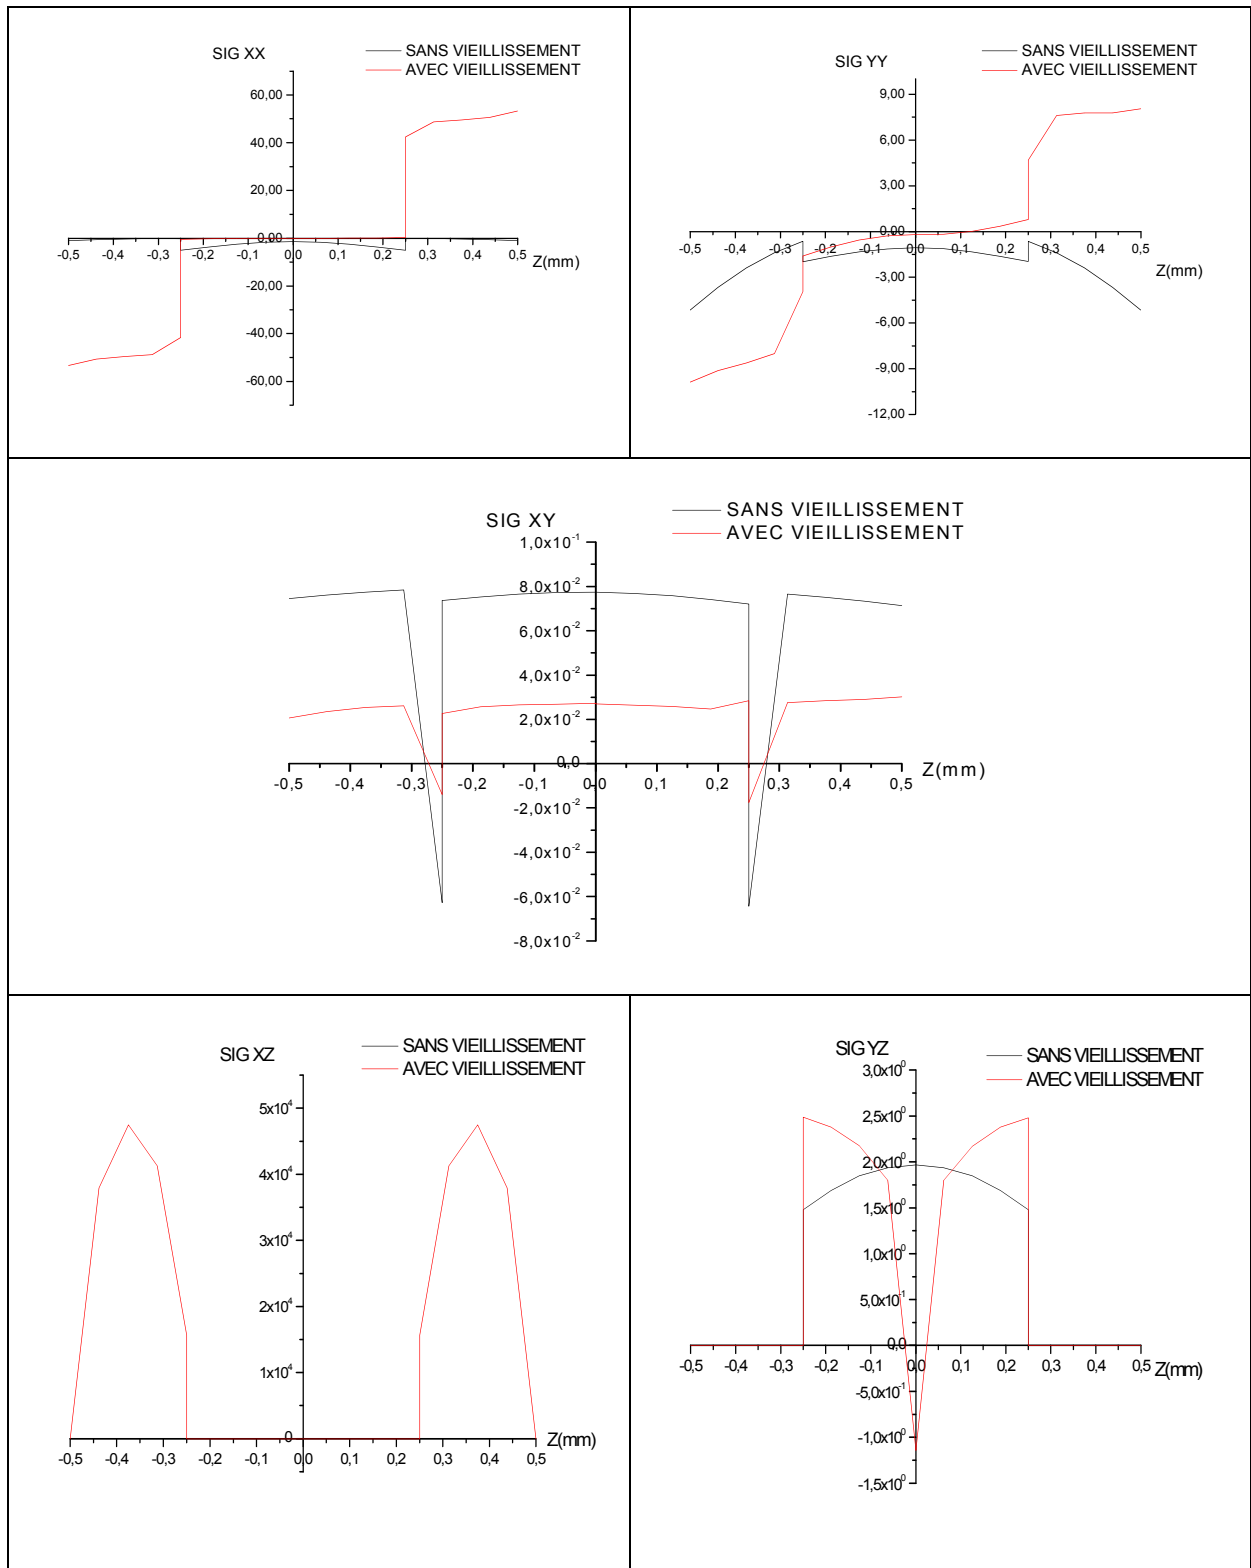 SIG XX
SANS VIEILLISSEMENT
AVEC VIEILLISSEMENT
60,00
40,00
20,00
0,00
-20,00
-40,00
-60,00
-0,5 -0,4 -0,3 -0,2 -0,1 0,0 0,1 0,2 0,3 0,4 0,5
Z(mm)
SIG YY
SANS VIEILLISSEMENT
AVEC VIEILLISSEMENT
9,00
6,00
3,00
0,00
-3,00
-6,00
-9,00
-12,00
-0,5 -0,4 -0,3 -0,2 -0,1 0,0 0,1 0,2 0,3 0,4 0,5
Z(mm)
SIG XY
SANS VIEILLISSEMENT
AVEC VIEILLISSEMENT
1,0x10⁻¹
8,0x10⁻²
6,0x10⁻²
4,0x10⁻²
2,0x10⁻²
0,0
-2,0x10⁻²
-4,0x10⁻²
-6,0x10⁻²
-8,0x10⁻²
-0,5 -0,4 -0,3 -0,2 -0,1 0,0 0,1 0,2 0,3 0,4 0,5
Z(mm)
SIG XZ
SANS VIEILLISSEMENT
AVEC VIEILLISSEMENT
5x10⁴
4x10⁴
3x10⁴
2x10⁴
1x10⁴
0
-0,5 -0,4 -0,3 -0,2 -0,1 0,0 0,1 0,2 0,3 0,4 0,5
Z(mm)
SIG YZ
SANS VIEILLISSEMENT
AVEC VIEILLISSEMENT
3,0x10⁰
2,5x10⁰
2,0x10⁰
1,5x10⁰
1,0x10⁰
5,0x10⁻¹
0,0
-5,0x10⁻¹
-1,0x10⁰
-1,5x10⁰
-0,5 -0,4 -0,3 -0,2 -0,1 0,0 0,1 0,2 0,3 0,4 0,5
Z(mm)